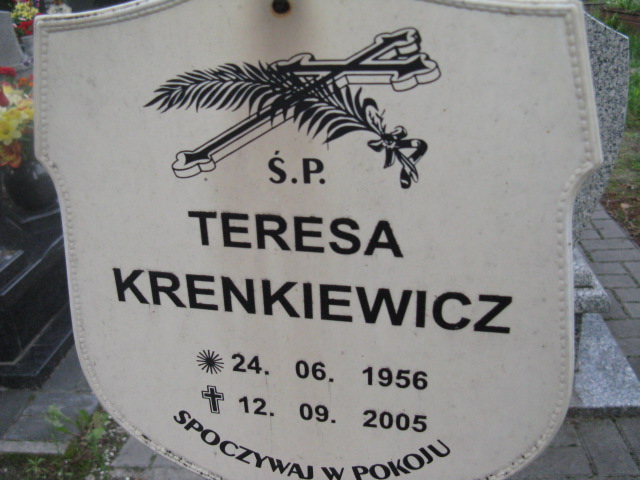 Ś.P.
TERESA
KRENKIEWICZ
24. 06. 1956
12. 09. 2005
SPOCZYWAJ W POKOJU